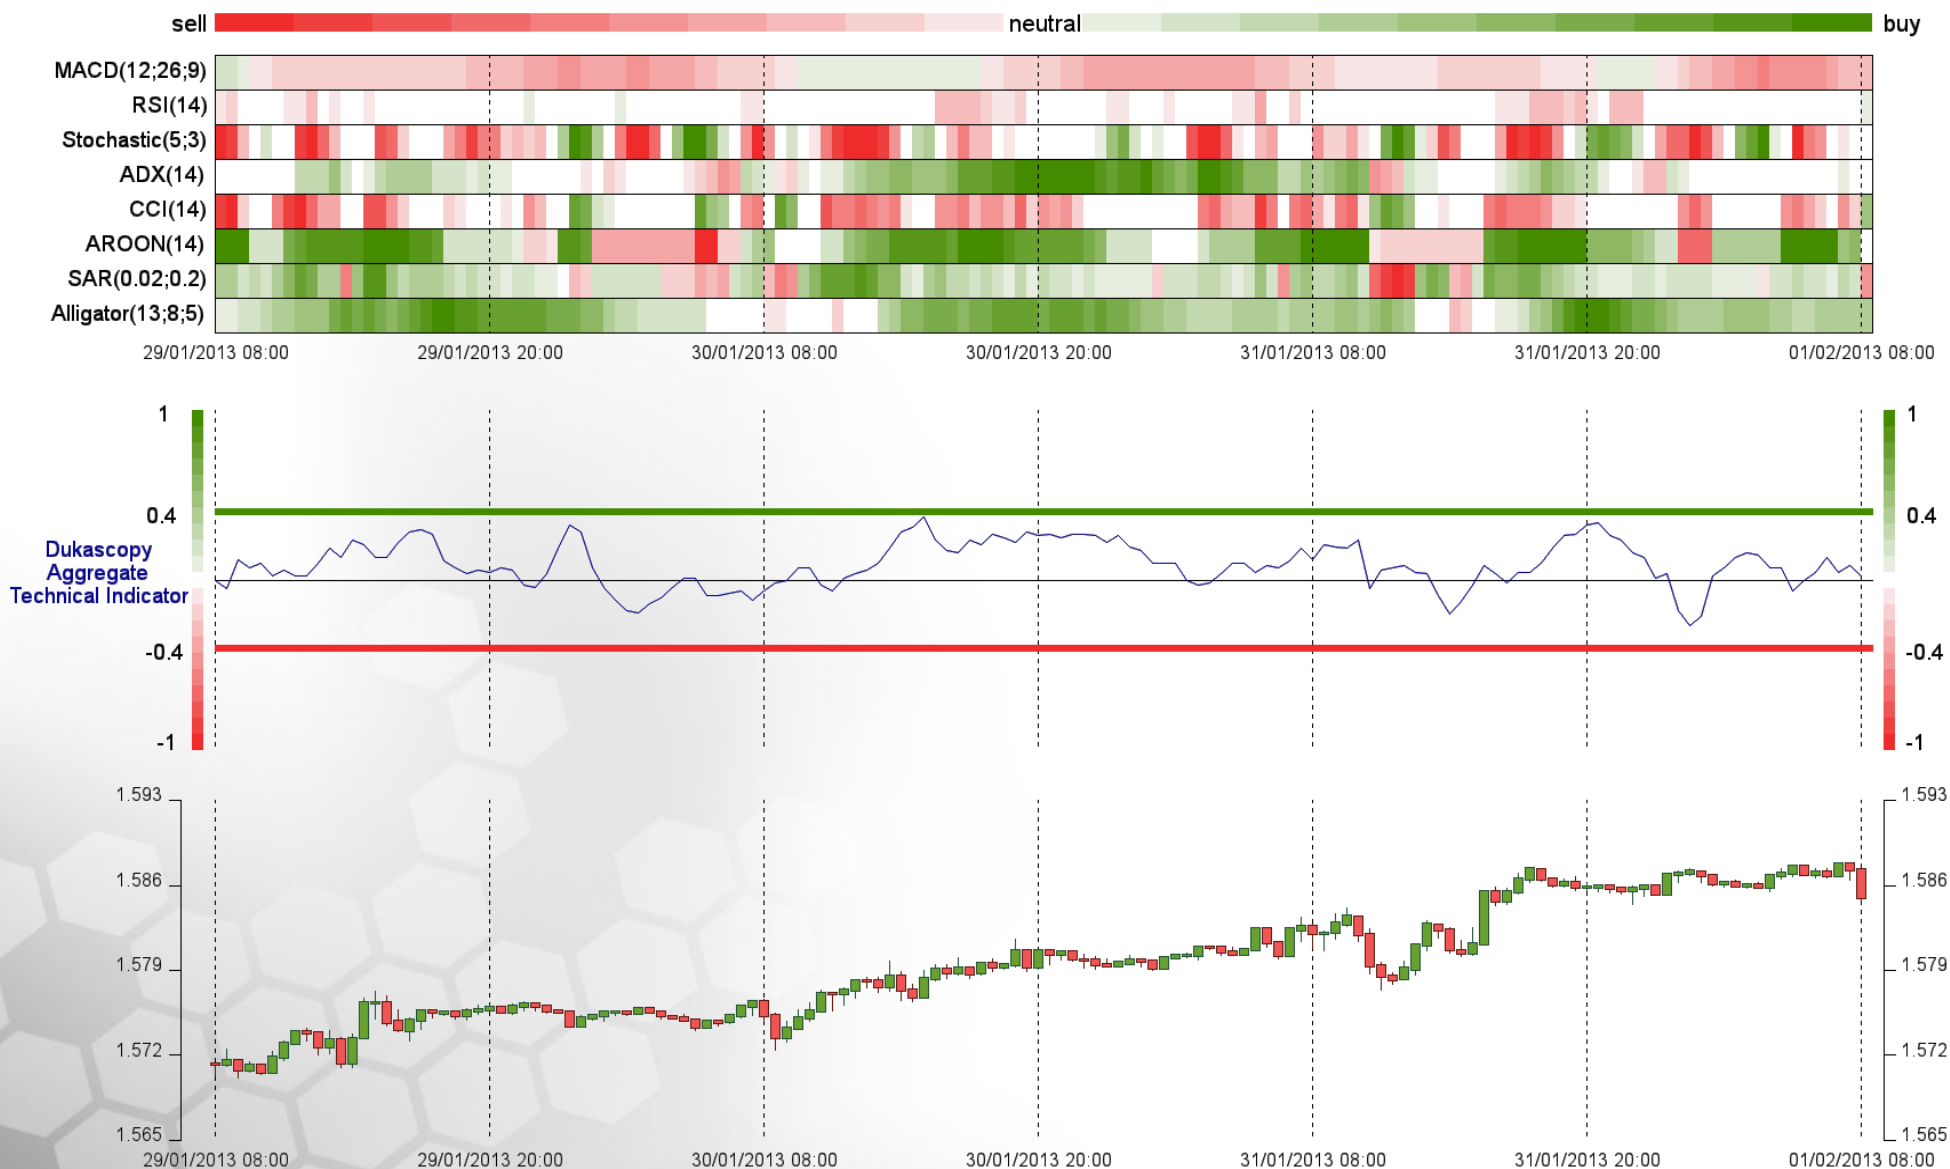 sell neutral buy
MACD(12;26;9)
RSI(14)
Stochastic(5;3)
ADX(14)
CCI(14)
AROON(14)
SAR(0.02;0.2)
Alligator(13;8;5)
29/01/2013 08:00 29/01/2013 20:00 30/01/2013 08:00 30/01/2013 20:00 31/01/2013 08:00 31/01/2013 20:00 01/02/2013 08:00
1 1
0.4 0.4
Dukascopy
Aggregate
Technical Indicator
-0.4 -0.4
-1 -1
1.593 1.593
1.586 1.586
1.579 1.579
1.572 1.572
1.565 1.565
29/01/2013 08:00 29/01/2013 20:00 30/01/2013 08:00 30/01/2013 20:00 31/01/2013 08:00 31/01/2013 20:00 01/02/2013 08:00